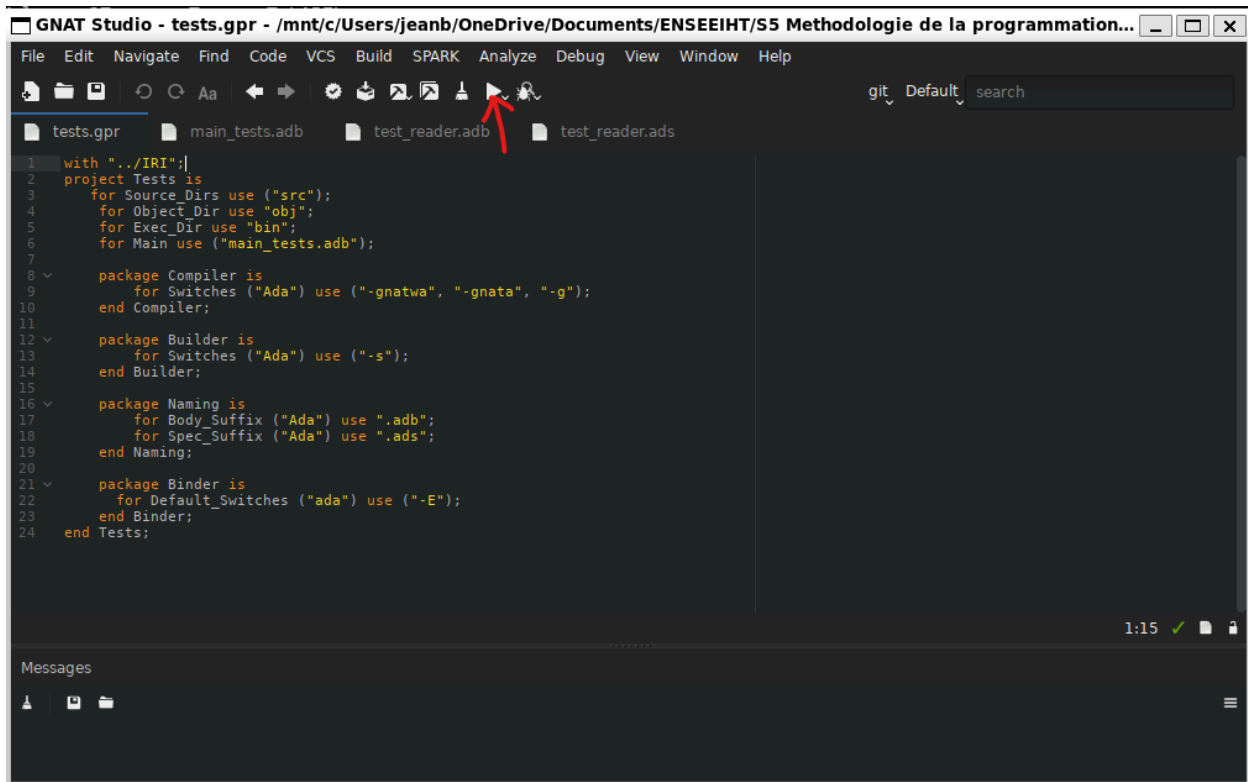 GNAT Studio - tests.gpr - /mnt/c/Users/jeanb/OneDrive/Documents/ENSEEIHT/S5 Methodologie de la programmation...
File Edit Navigate Find Code VCS Build SPARK Analyze Debug View Window Help
Aa git Default search
tests.gpr main_tests.adb test_reader.adb test_reader.ads
1 with "../IRI";
2 project Tests is
3 for Source_Dirs use ("src");
4 for Object_Dir use "obj";
5 for Exec_Dir use "bin";
6 for Main use ("main_tests.adb");
7
8 package Compiler is
9 for Switches ("Ada") use ("-gnatwa", "-gnata", "-g");
10 end Compiler;
11
12 package Builder is
13 for Switches ("Ada") use ("-s");
14 end Builder;
15
16 package Naming is
17 for Body_Suffix ("Ada") use ".adb";
18 for Spec_Suffix ("Ada") use ".ads";
19 end Naming;
20
21 package Binder is
22 for Default_Switches ("ada") use ("-E");
23 end Binder;
24 end Tests;
1:15
Messages